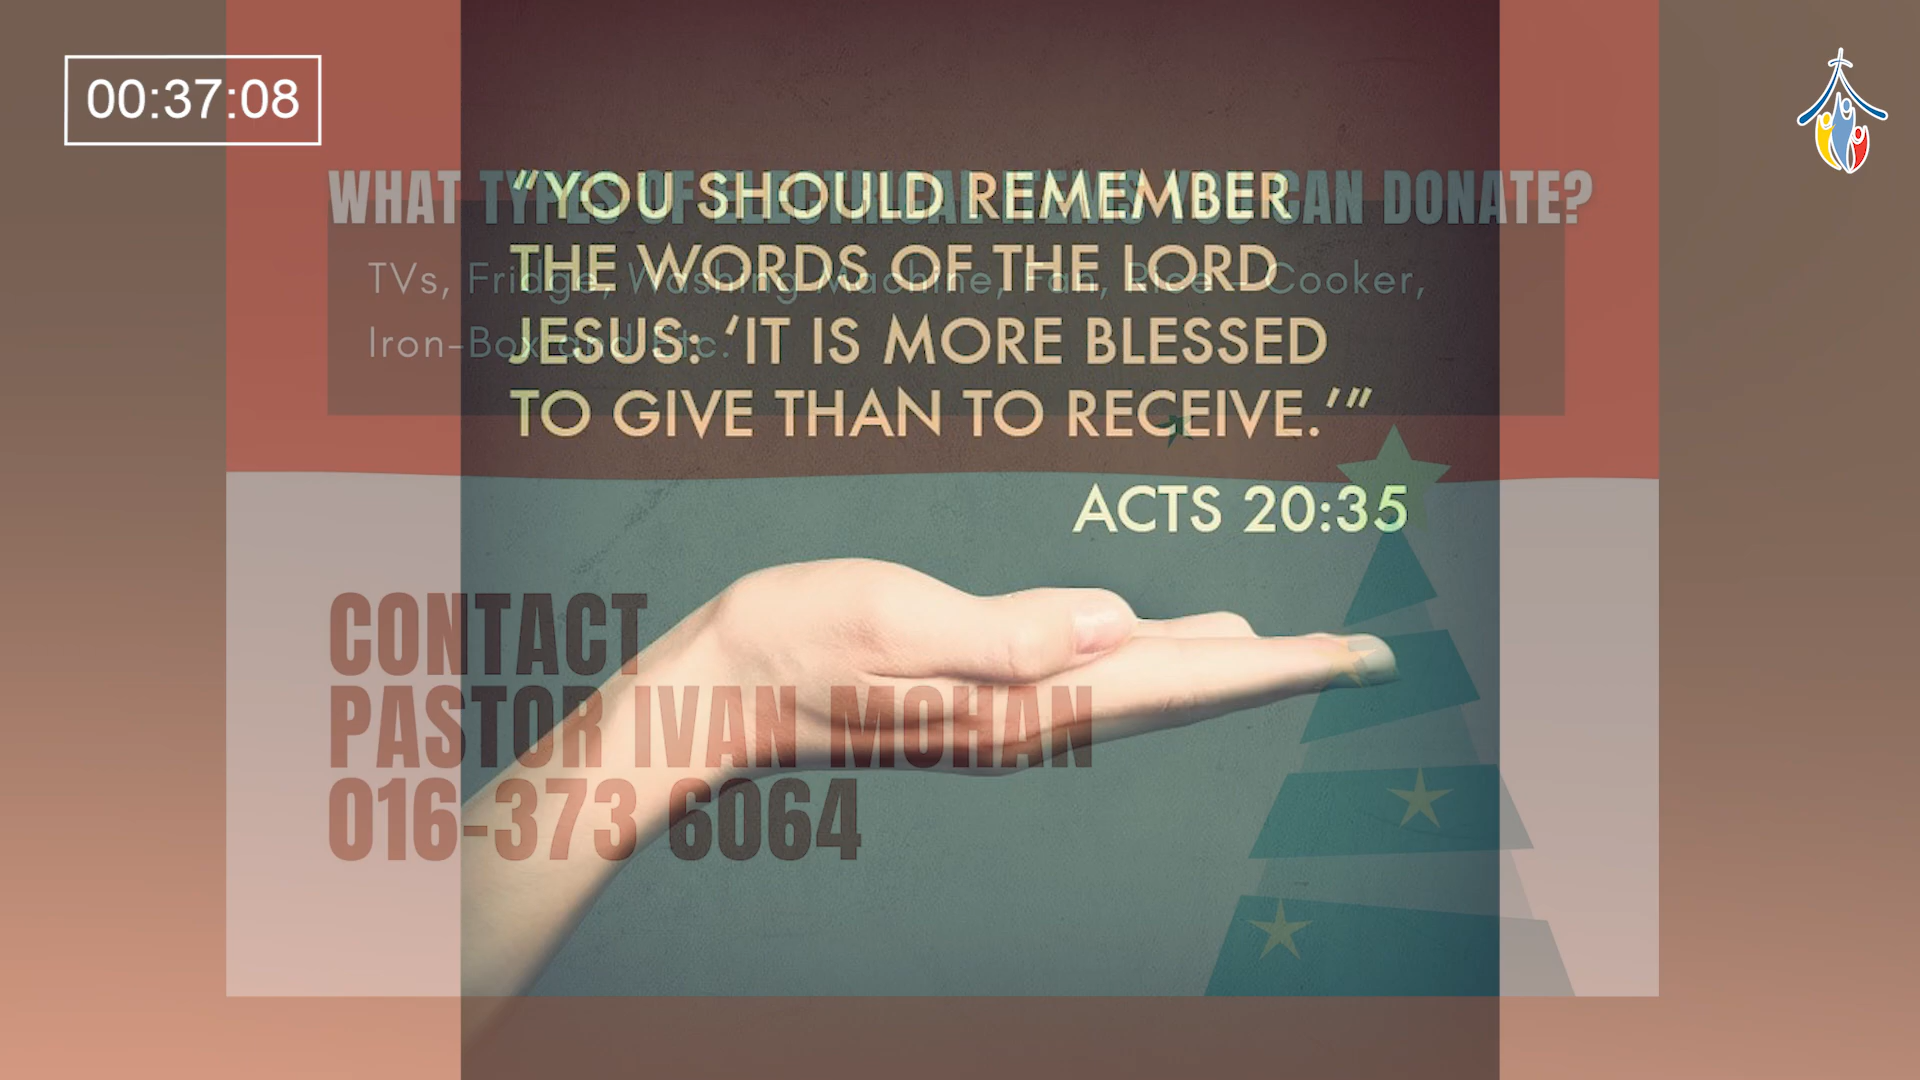 00:37:08
WHAT TYPES OF ELECTRICAL ITEMS YOU CAN DONATE?
TVs, Fridge, Washing Machine, Fan, Rice - Cooker,
Iron-Box and Etc.
“YOU SHOULD REMEMBER
THE WORDS OF THE LORD
JESUS: ‘IT IS MORE BLESSED
TO GIVE THAN TO RECEIVE.’”
ACTS 20:35
CONTACT
PASTOR IVAN MOHAN
016-373 6064